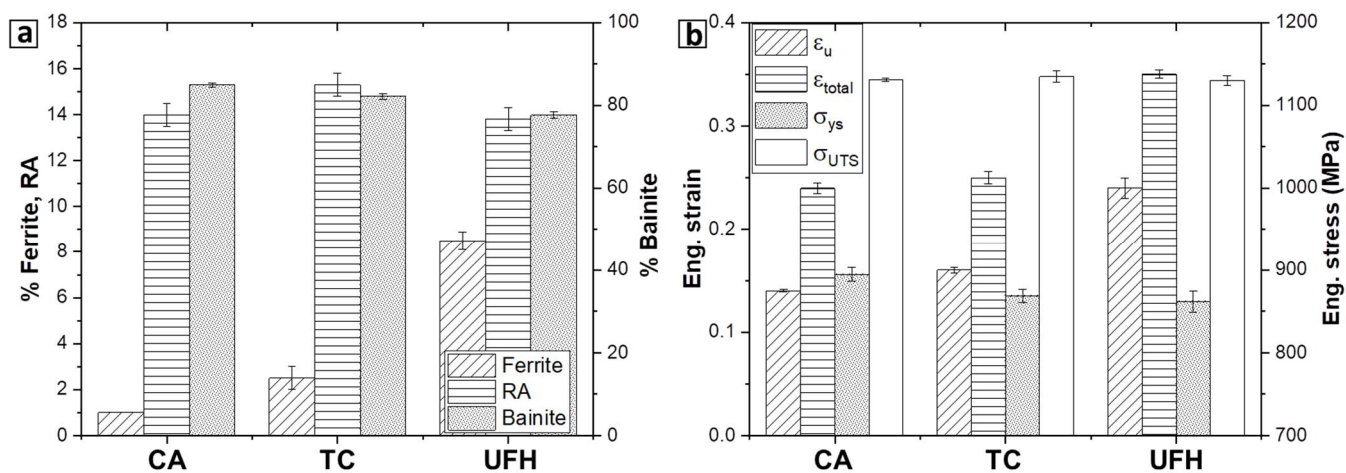 a
18
16
14
12
10
8
6
4
2
0
% Ferrite, RA
100
80
60
40
20
0
% Bainite
Ferrite
RA
Bainite
CA TC UFH
b
0.4
0.3
0.2
0.1
0.0
Eng. strain
1200
1100
1000
900
800
700
Eng. stress (MPa)
εu
εtotal
σys
σUTS
CA TC UFH